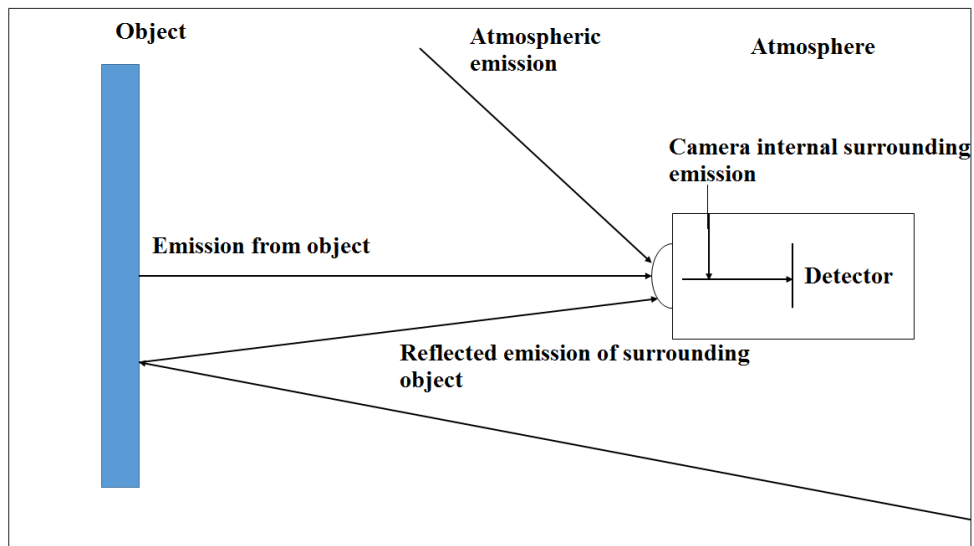 Object
Atmospheric
emission
Atmosphere
Camera internal surrounding
emission
Emission from object
Detector
Reflected emission of surrounding
object